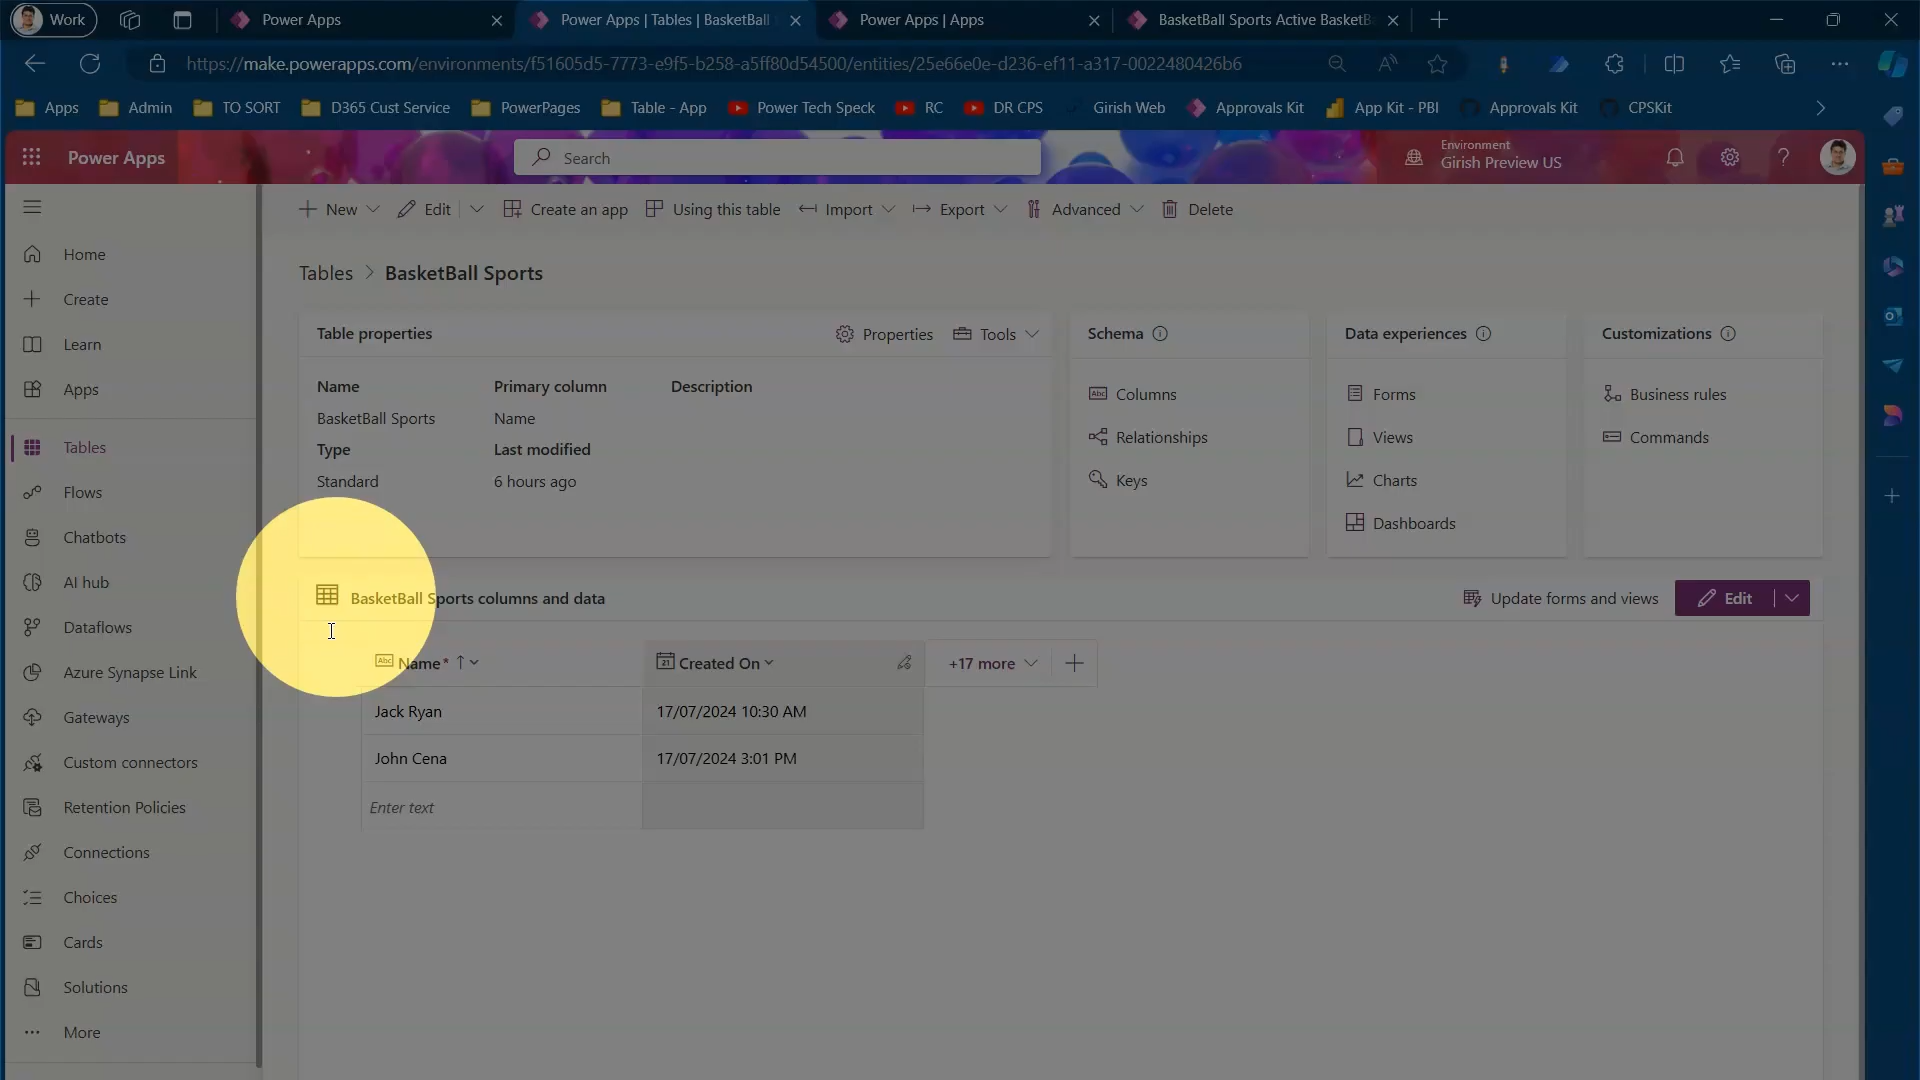 Work
Power Apps
Power Apps | Tables | BasketBall S
Power Apps | Apps
BasketBall Sports Active BasketB
https://make.powerapps.com/environments/f51605d5-7773-e9f5-b258-a5ff80d54500/entities/25e66e0e-d236-ef11-a317-0022480426b6
Apps
Admin
TO SORT
D365 Cust Service
PowerPages
Table - App
Power Tech Speck
RC
DR CPS
Girish Web
Approvals Kit
App Kit - PBI
Approvals Kit
CPSKit
Power Apps
Search
Environment
Girish Preview US
New
Edit
Create an app
Using this table
Import
Export
Advanced
Delete
Home
Create
Learn
Apps
Tables
Flows
Chatbots
AI hub
Dataflows
Azure Synapse Link
Gateways
Custom connectors
Retention Policies
Connections
Choices
Cards
Solutions
More
Tables > BasketBall Sports
Table properties
Properties
Tools
Name
Primary column
Description
BasketBall Sports
Name
Type
Last modified
Standard
6 hours ago
Schema
Columns
Relationships
Keys
Data experiences
Forms
Views
Charts
Dashboards
Customizations
Business rules
Commands
BasketBall Sports columns and data
Update forms and views
Edit
Abc Name*
21 Created On
+17 more
Jack Ryan
17/07/2024 10:30 AM
John Cena
17/07/2024 3:01 PM
Enter text